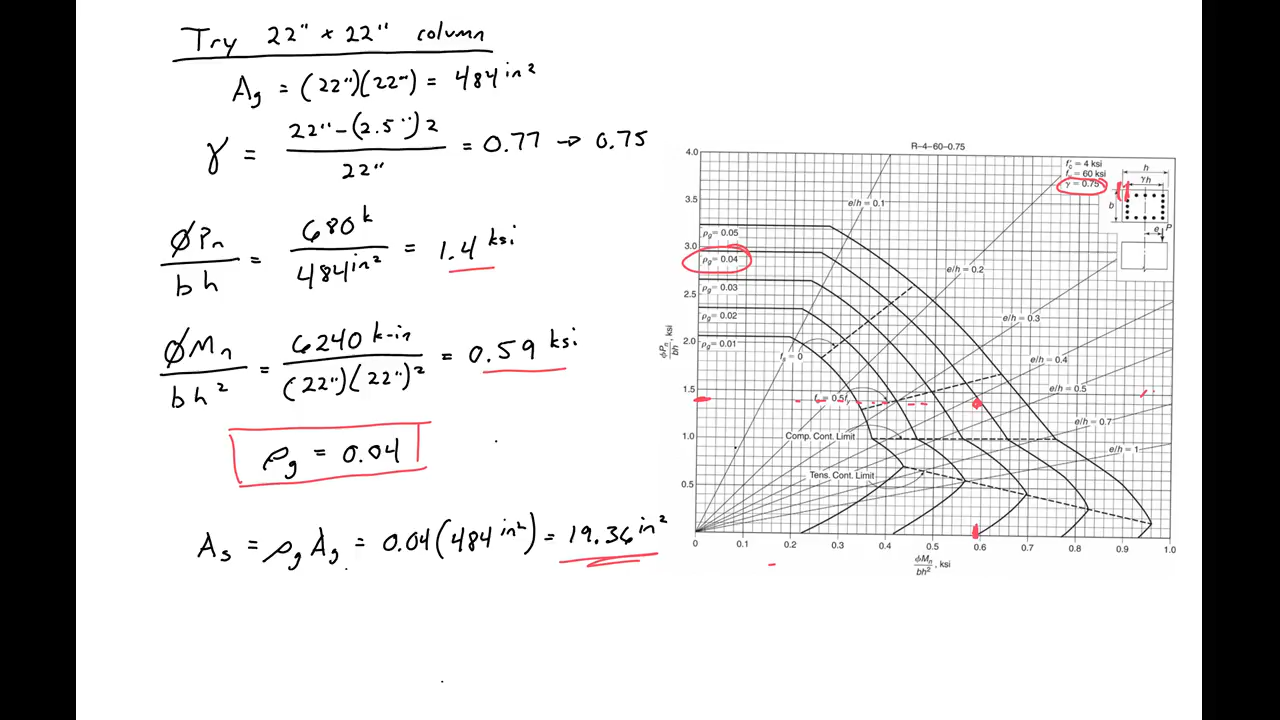 Try 22" × 22" column
Ag = (22")(22") = 484 in²
γ = (22" - (2.5")2) / 22" = 0.77 → 0.75
ϕPn / bh = 680 k / 484 in² = 1.4 ksi
ϕMn / bh² = 6240 k-in / (22")(22")² = 0.59 ksi
ρg = 0.04
As = ρg Ag = 0.04(484 in²) = 19.36 in²
R-4-60-0.75
f'c = 4 ksi
fy = 60 ksi
γ = 0.75
h
γh
b
e
P
4.0
3.5
3.0
2.5
2.0
1.5
1.0
0.5
ϕPn / bh, ksi
ρg = 0.05
ρg = 0.04
ρg = 0.03
ρg = 0.02
ρg = 0.01
e/h = 0.1
e/h = 0.2
e/h = 0.3
e/h = 0.4
e/h = 0.5
e/h = 0.7
e/h = 1
fs = 0
fs = 0.5fy
Comp. Cont. Limit
Tens. Cont. Limit
0 0.1 0.2 0.3 0.4 0.5 0.6 0.7 0.8 0.9 1.0
ϕMn / bh², ksi